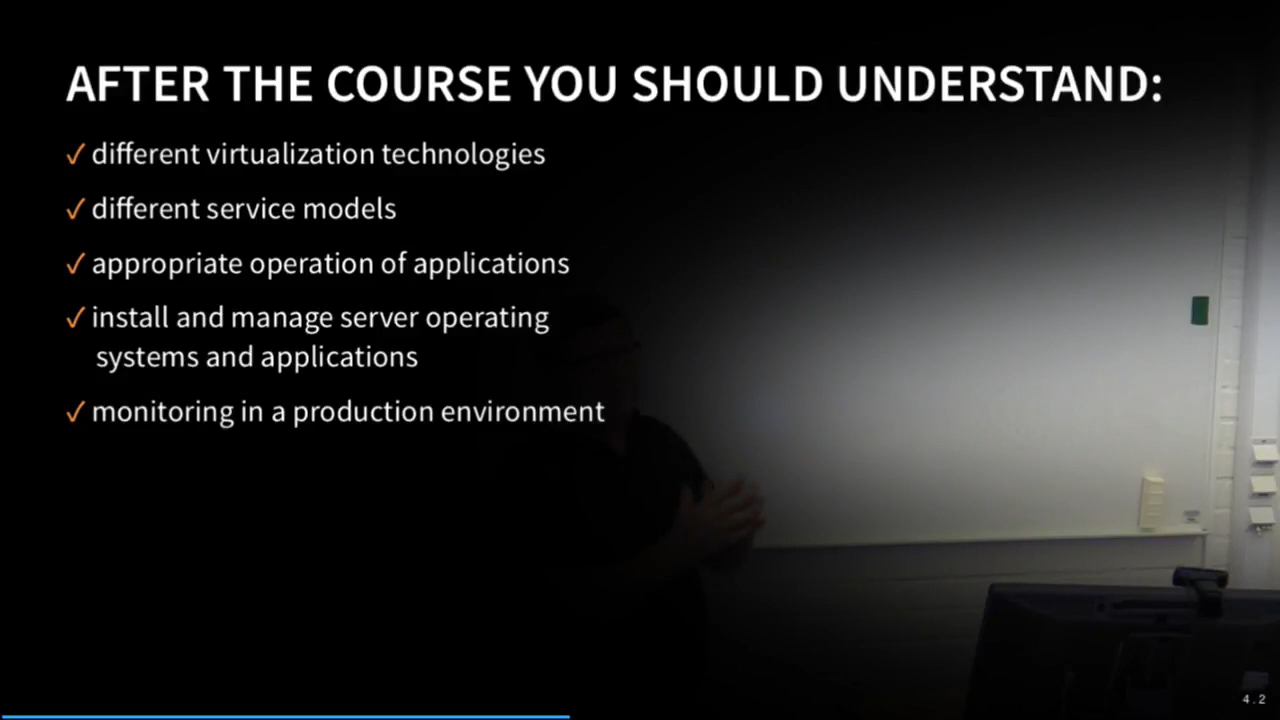 AFTER THE COURSE YOU SHOULD UNDERSTAND:
✓ different virtualization technologies
✓ different service models
✓ appropriate operation of applications
✓ install and manage server operating
systems and applications
✓ monitoring in a production environment
4.2